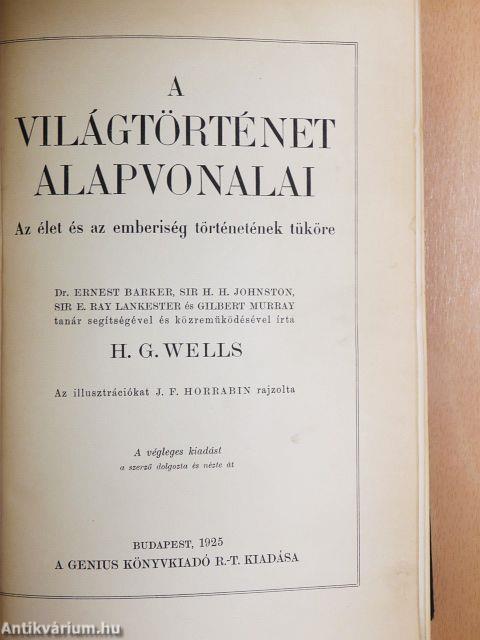 A
VILÁGTÖRTÉNET
ALAPVONALAI
Az élet és az emberiség történetének tüköre
Dr. ERNEST BARKER, SIR H. H. JOHNSTON,
SIR E. RAY LANKESTER és GILBERT MURRAY
tanár segítségével és közremüködésével írta
H. G. WELLS
Az illusztrációkat J. F. HORRABIN rajzolta
A végleges kiadást
a szerző dolgozta és nézte át
BUDAPEST, 1925
A GENIUS KÖNYVKIADÓ R.-T. KIADÁSA
Antikvárium.hu